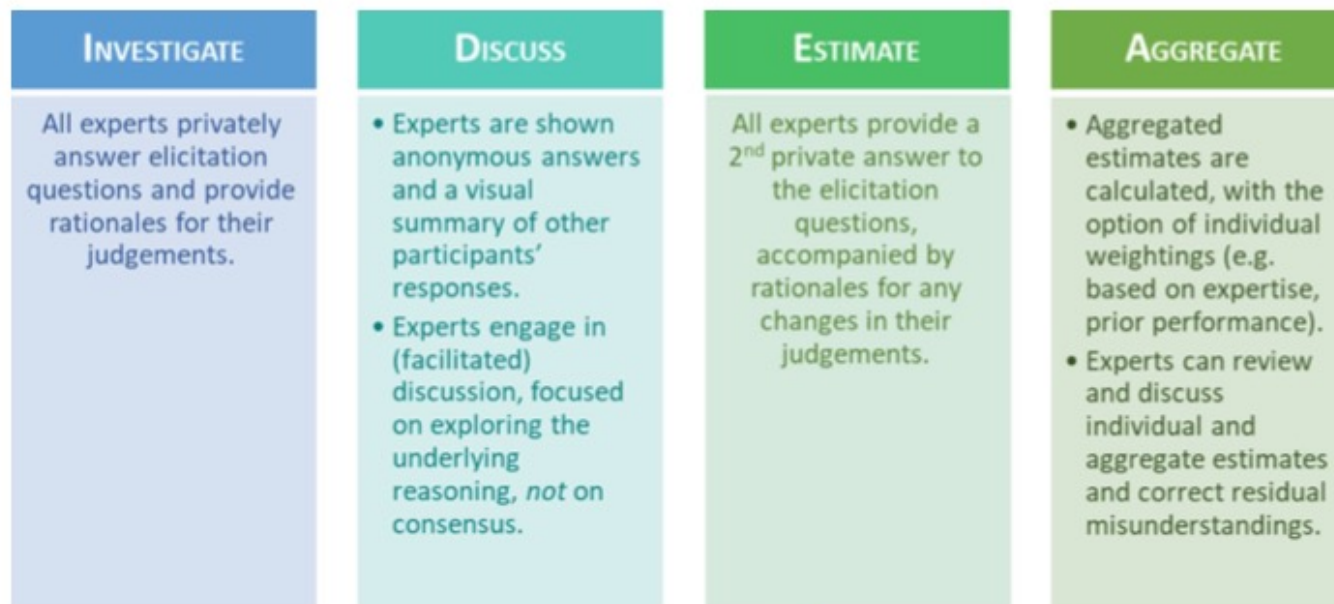 INVESTIGATE
All experts privately
answer elicitation
questions and provide
rationales for their
judgements.
DISCUSS
• Experts are shown
anonymous answers
and a visual
summary of other
participants’
responses.
• Experts engage in
(facilitated)
discussion, focused
on exploring the
underlying
reasoning, not on
consensus.
ESTIMATE
All experts provide a
2nd private answer to
the elicitation
questions,
accompanied by
rationales for any
changes in their
judgements.
AGGREGATE
• Aggregated
estimates are
calculated, with the
option of individual
weightings (e.g.
based on expertise,
prior performance).
• Experts can review
and discuss
individual and
aggregate estimates
and correct residual
misunderstandings.